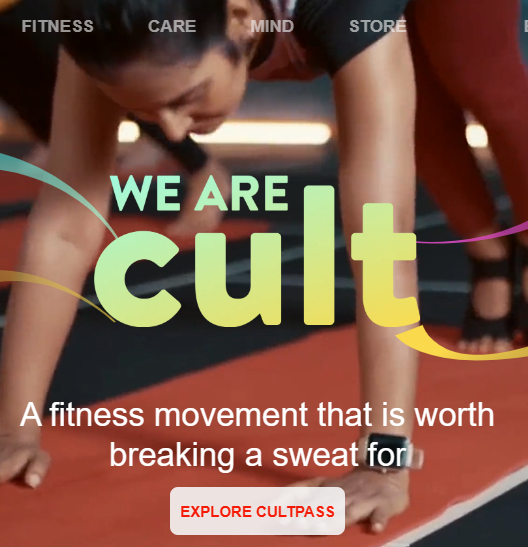 FITNESS CARE MIND STORE
WE ARE
cult
A fitness movement that is worth
breaking a sweat for
EXPLORE CULTPASS